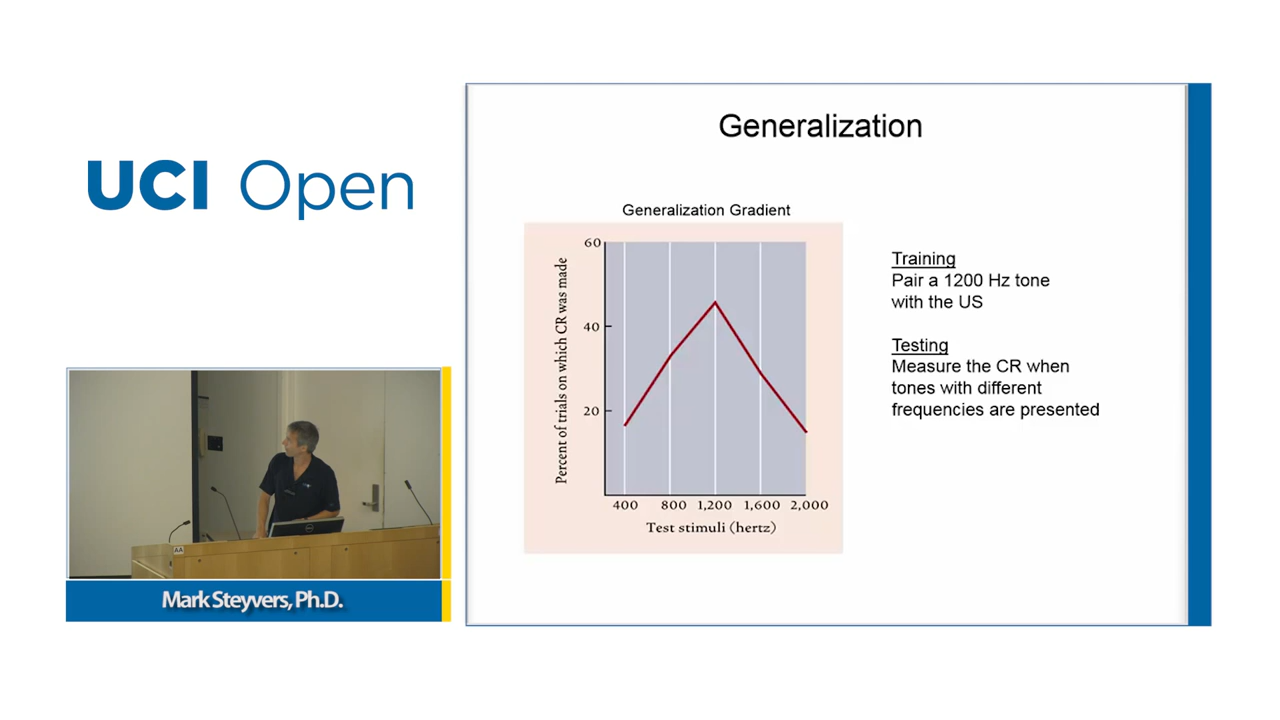 UCI Open
Mark Steyvers, Ph.D.
Generalization
Generalization Gradient
Percent of trials on which CR was made
60
40
20
400 800 1,200 1,600 2,000
Test stimuli (hertz)
Training
Pair a 1200 Hz tone
with the US
Testing
Measure the CR when
tones with different
frequencies are presented
AA